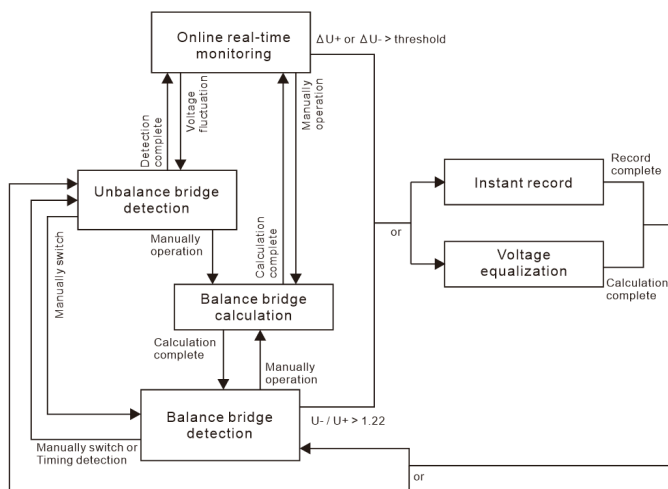 Online real-time
monitoring
ΔU+ or ΔU- > threshold
Detection
complete
Voltage
fluctuation
Manually
operation
Unbalance bridge
detection
Instant record
Record
complete
Manually
operation
Calculation
complete
or
Voltage
equalization
Manually switch
Calculation
complete
Balance bridge
calculation
Calculation
complete
Manually
operation
Balance bridge
detection
U- / U+ > 1.22
Manually switch or
Timing detection
or